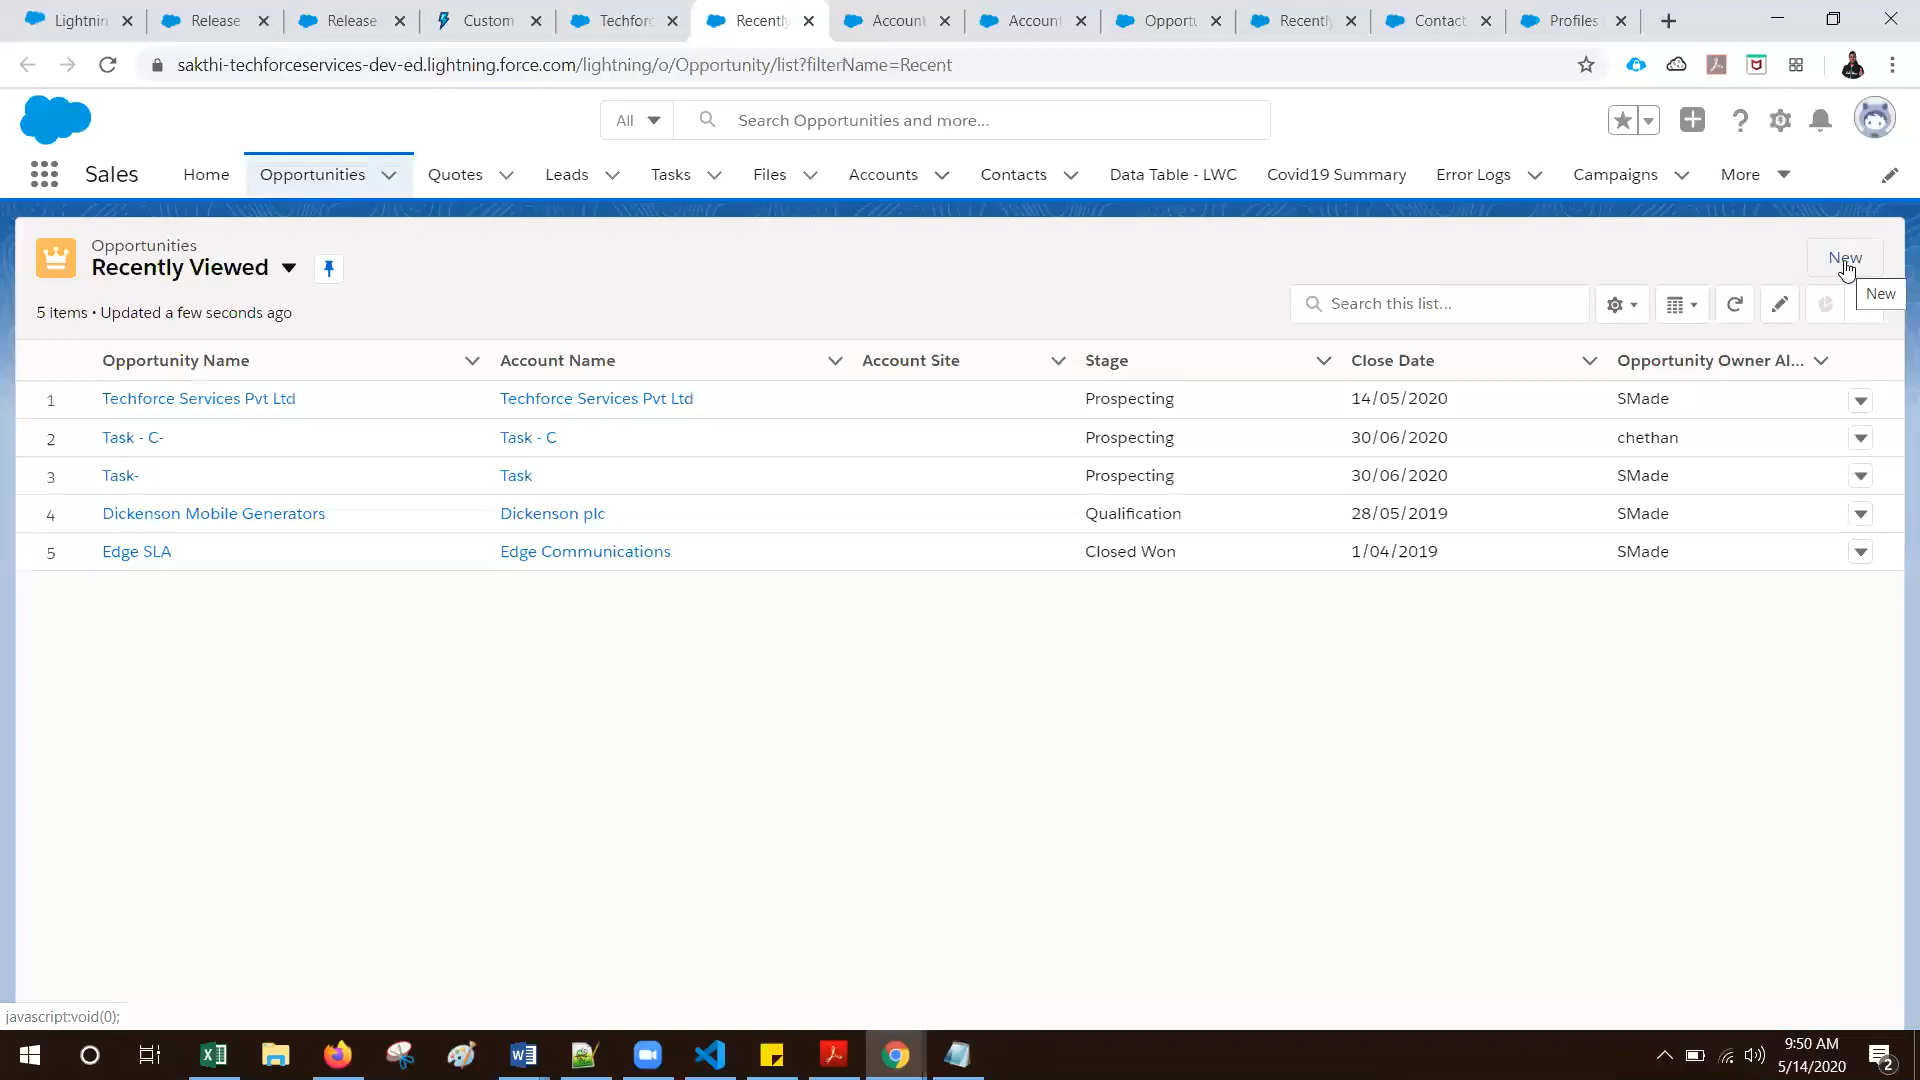 Lightnin
Release
Release
Custom
Techforc
Recently
Account
Account
Opportu
Recently
Contact
Profiles
sakthi-techforceservices-dev-ed.lightning.force.com/lightning/o/Opportunity/list?filterName=Recent
All
Search Opportunities and more...
Sales
Home
Opportunities
Quotes
Leads
Tasks
Files
Accounts
Contacts
Data Table - LWC
Covid19 Summary
Error Logs
Campaigns
More
Opportunities
Recently Viewed
New
New
5 items • Updated a few seconds ago
Search this list...
Opportunity Name Account Name Account Site Stage Close Date Opportunity Owner Al...
1 Techforce Services Pvt Ltd Techforce Services Pvt Ltd Prospecting 14/05/2020 SMade
2 Task - C- Task - C Prospecting 30/06/2020 chethan
3 Task- Task Prospecting 30/06/2020 SMade
4 Dickenson Mobile Generators Dickenson plc Qualification 28/05/2019 SMade
5 Edge SLA Edge Communications Closed Won 1/04/2019 SMade
javascript:void(0);
9:50 AM
5/14/2020
2